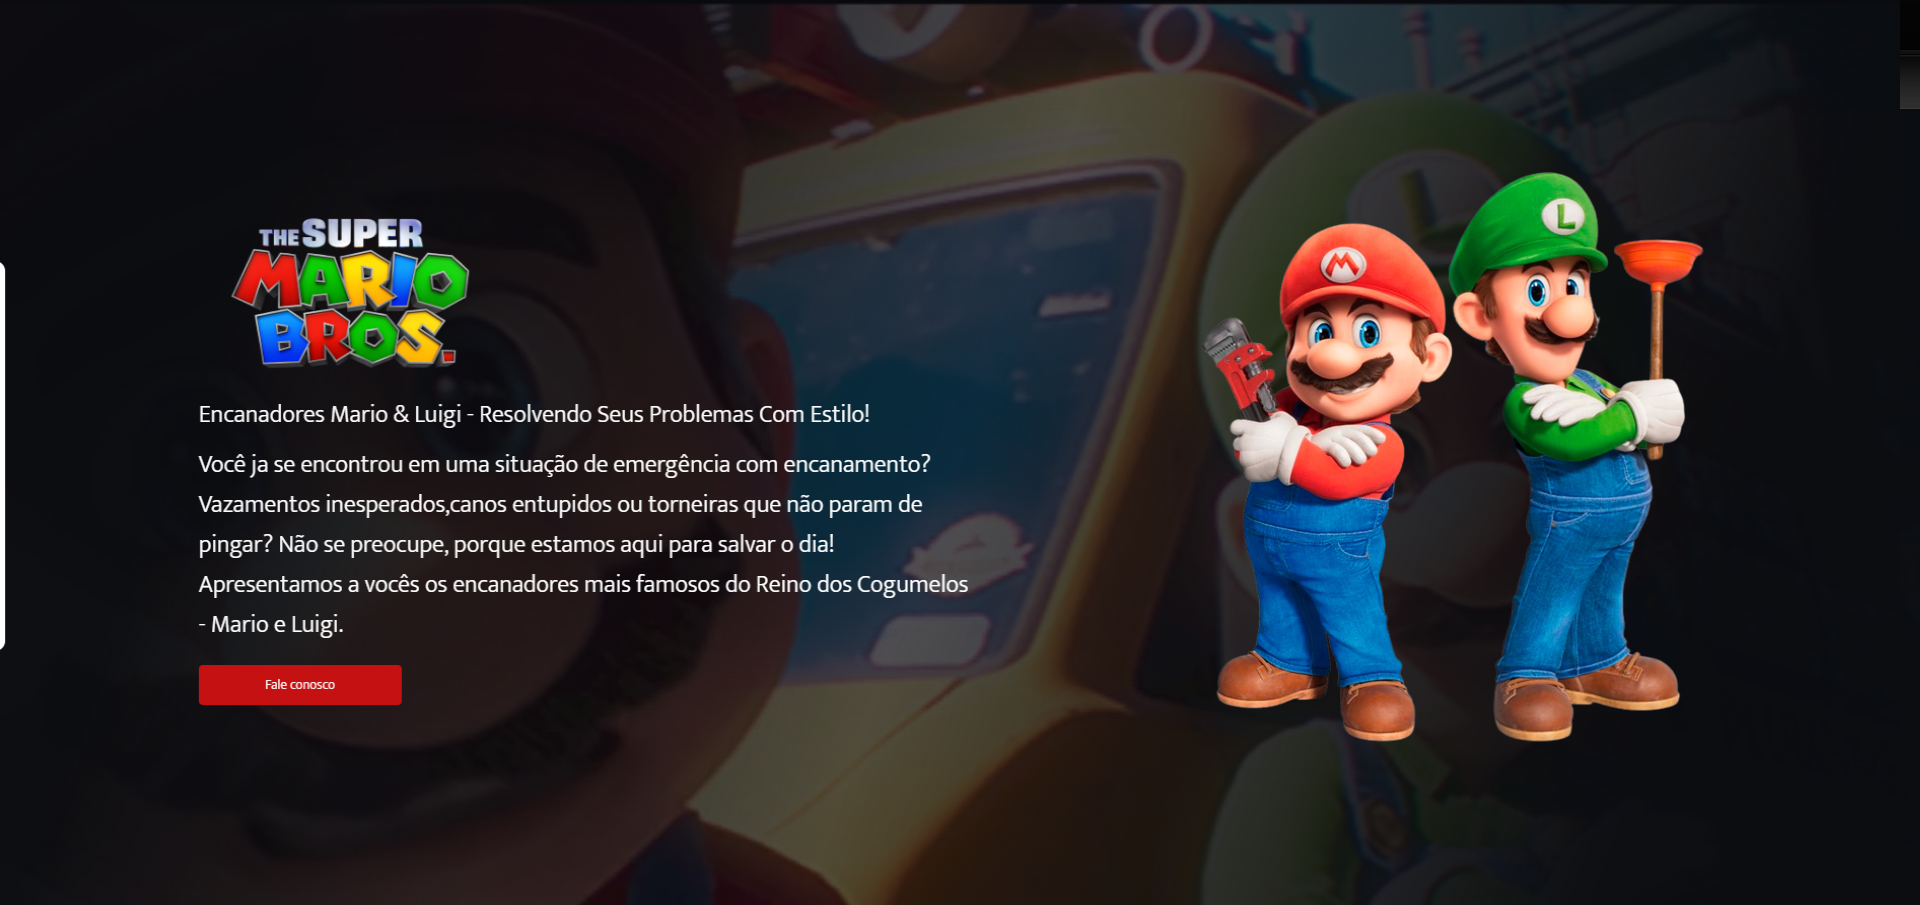 THE SUPER
MARIO
BROS.
M
L
Encanadores Mario & Luigi - Resolvendo Seus Problemas Com Estilo!
Você ja se encontrou em uma situação de emergência com encanamento?
Vazamentos inesperados,canos entupidos ou torneiras que não param de
pingar? Não se preocupe, porque estamos aqui para salvar o dia!
Apresentamos a vocês os encanadores mais famosos do Reino dos Cogumelos
- Mario e Luigi.
Fale conosco